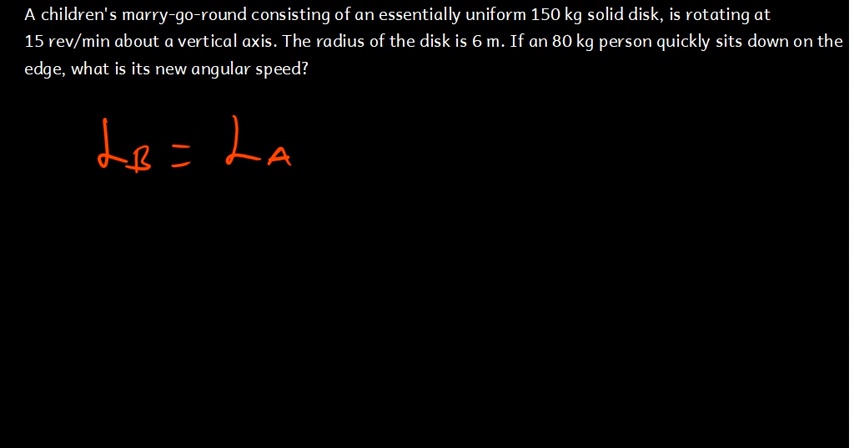 A children's marry-go-round consisting of an essentially uniform 150 kg solid disk, is rotating at
15 rev/min about a vertical axis. The radius of the disk is 6 m. If an 80 kg person quickly sits down on the
edge, what is its new angular speed?
L_B = L_A